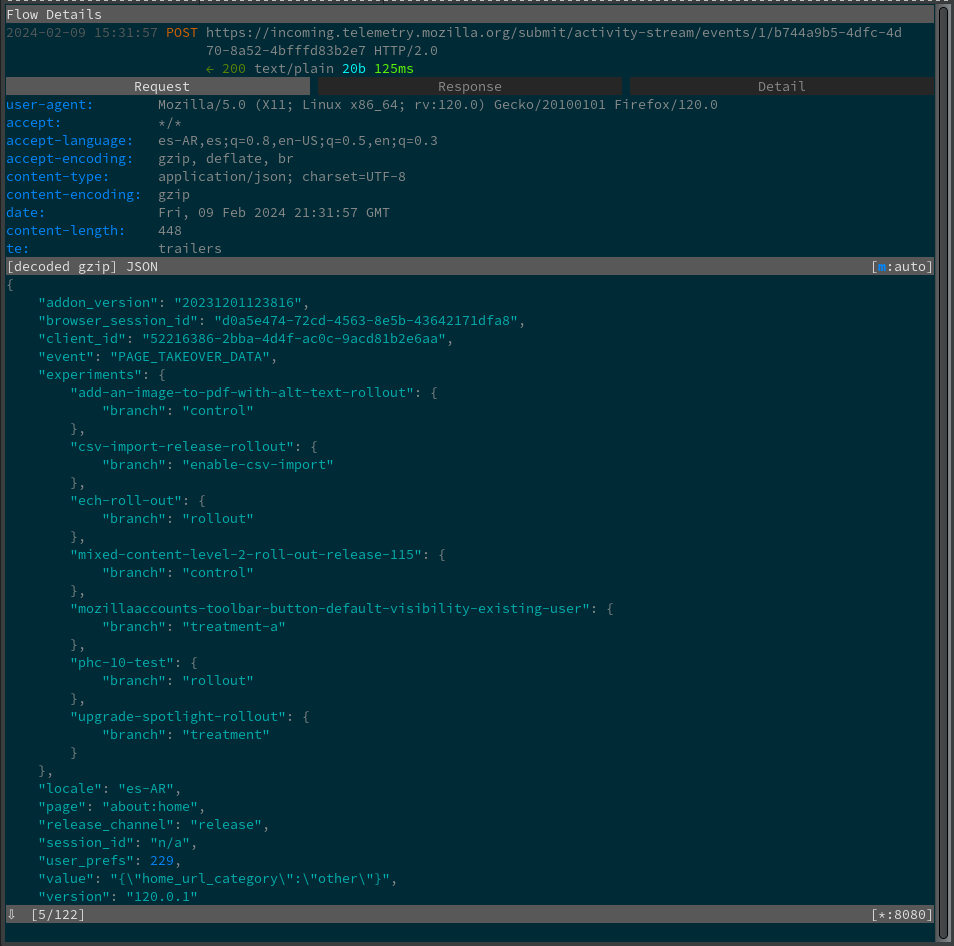 Flow Details
2024-02-09 15:31:57 POST https://incoming.telemetry.mozilla.org/submit/activity-stream/events/1/b744a9b5-4dfc-4d
70-8a52-4bfffd83b2e7 HTTP/2.0
← 200 text/plain 20b 125ms
Request Response Detail
user-agent: Mozilla/5.0 (X11; Linux x86_64; rv:120.0) Gecko/20100101 Firefox/120.0
accept: */*
accept-language: es-AR,es;q=0.8,en-US;q=0.5,en;q=0.3
accept-encoding: gzip, deflate, br
content-type: application/json; charset=UTF-8
content-encoding: gzip
date: Fri, 09 Feb 2024 21:31:57 GMT
content-length: 448
te: trailers
[decoded gzip] JSON [m:auto]
{
    "addon_version": "20231201123816",
    "browser_session_id": "d0a5e474-72cd-4563-8e5b-43642171dfa8",
    "client_id": "52216386-2bba-4d4f-ac0c-9acd81b2e6aa",
    "event": "PAGE_TAKEOVER_DATA",
    "experiments": {
        "add-an-image-to-pdf-with-alt-text-rollout": {
            "branch": "control"
        },
        "csv-import-release-rollout": {
            "branch": "enable-csv-import"
        },
        "ech-roll-out": {
            "branch": "rollout"
        },
        "mixed-content-level-2-roll-out-release-115": {
            "branch": "control"
        },
        "mozillaaccounts-toolbar-button-default-visibility-existing-user": {
            "branch": "treatment-a"
        },
        "phc-10-test": {
            "branch": "rollout"
        },
        "upgrade-spotlight-rollout": {
            "branch": "treatment"
        }
    },
    "locale": "es-AR",
    "page": "about:home",
    "release_channel": "release",
    "session_id": "n/a",
    "user_prefs": 229,
    "value": "{\"home_url_category\":\"other\"}",
    "version": "120.0.1"
⇩ [5/122] [*:8080]